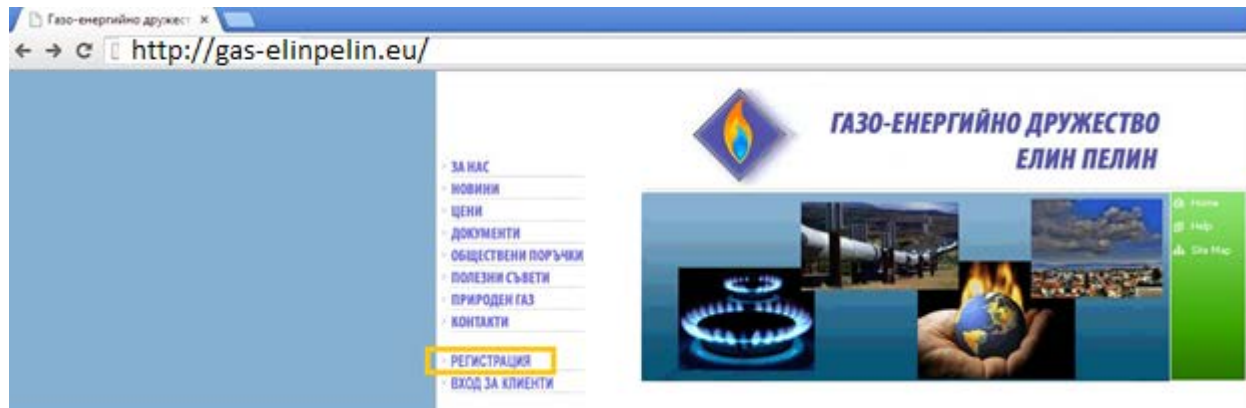 Газо-енергийно дружест
http://gas-elinpelin.eu/
ГАЗО-ЕНЕРГИЙНО ДРУЖЕСТВО
ЕЛИН ПЕЛИН
ЗА НАС
НОВИНИ
ЦЕНИ
ДОКУМЕНТИ
ОБЩЕСТВЕНИ ПОРЪЧКИ
ПОЛЕЗНИ СЪВЕТИ
ПРИРОДЕН ГАЗ
КОНТАКТИ
РЕГИСТРАЦИЯ
ВХОД ЗА КЛИЕНТИ
Home
Help
Site Map